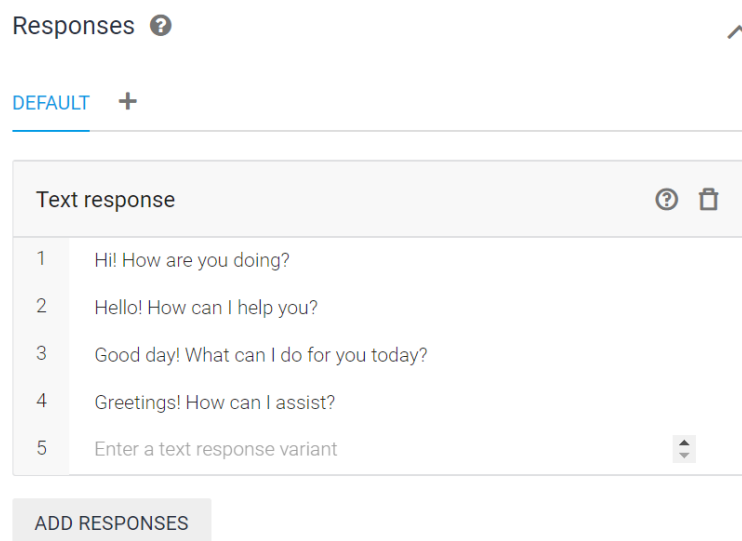 Responses
DEFAULT +
Text response
1 Hi! How are you doing?
2 Hello! How can I help you?
3 Good day! What can I do for you today?
4 Greetings! How can I assist?
5 Enter a text response variant
ADD RESPONSES